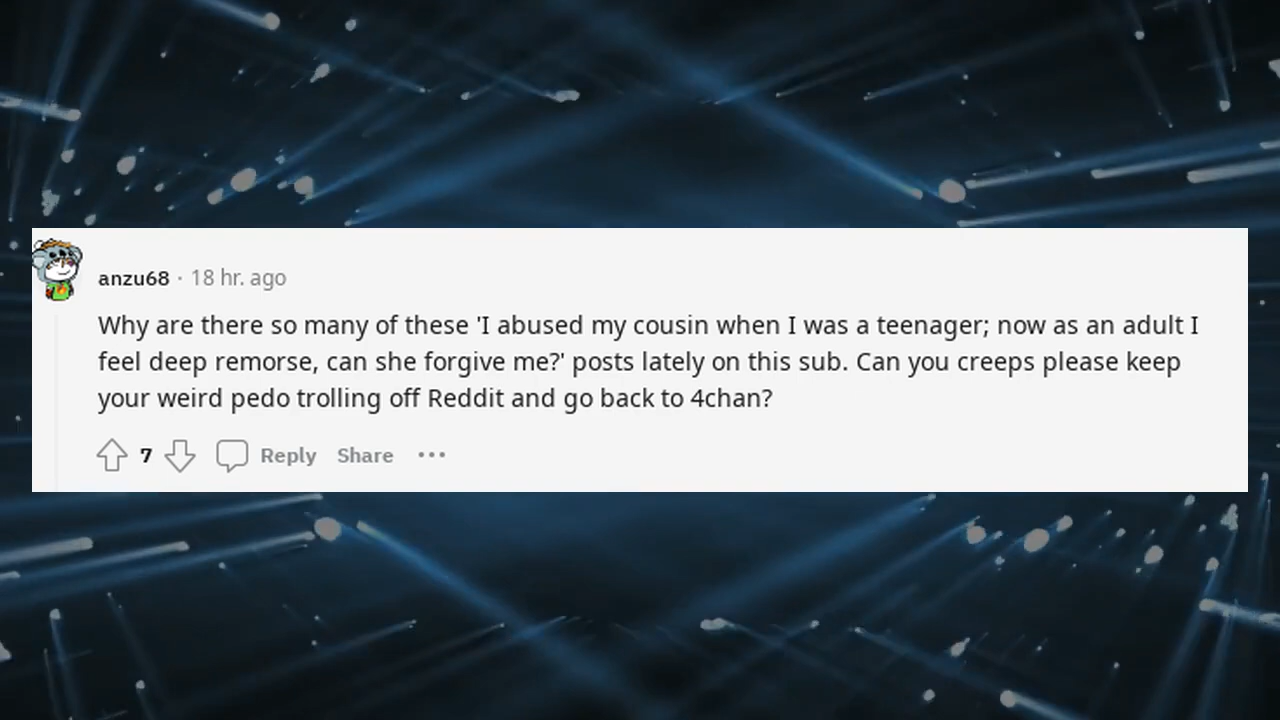 anzu68 · 18 hr. ago
Why are there so many of these 'I abused my cousin when I was a teenager; now as an adult I
feel deep remorse, can she forgive me?' posts lately on this sub. Can you creeps please keep
your weird pedo trolling off Reddit and go back to 4chan?
7 Reply Share ...